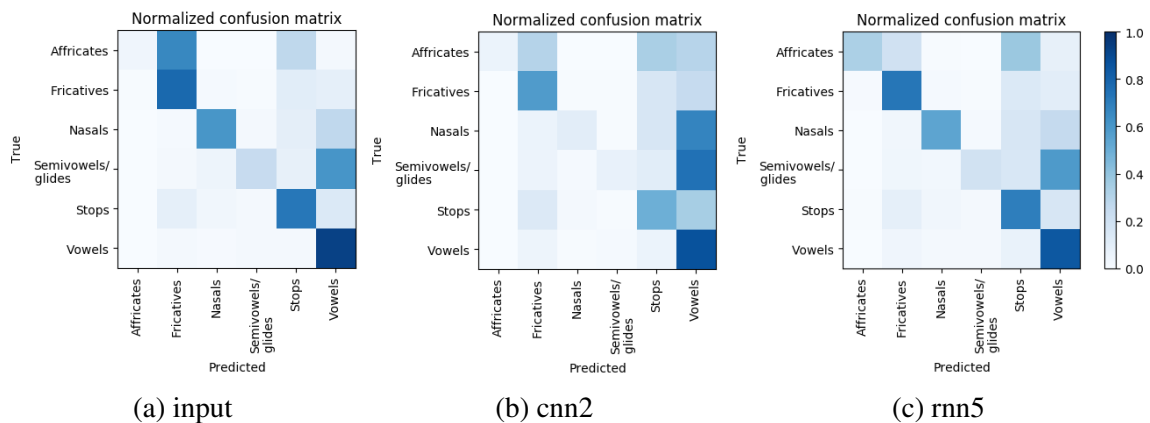 Normalized confusion matrix
Affricates
Fricatives
Nasals
Semivowels/
glides
Stops
Vowels
True
Affricates
Fricatives
Nasals
Semivowels/
glides
Stops
Vowels
Predicted
(a) input
Normalized confusion matrix
Affricates
Fricatives
Nasals
Semivowels/
glides
Stops
Vowels
True
Affricates
Fricatives
Nasals
Semivowels/
glides
Stops
Vowels
Predicted
(b) cnn2
Normalized confusion matrix
Affricates
Fricatives
Nasals
Semivowels/
glides
Stops
Vowels
True
Affricates
Fricatives
Nasals
Semivowels/
glides
Stops
Vowels
Predicted
1.0
0.8
0.6
0.4
0.2
0.0
(c) rnn5